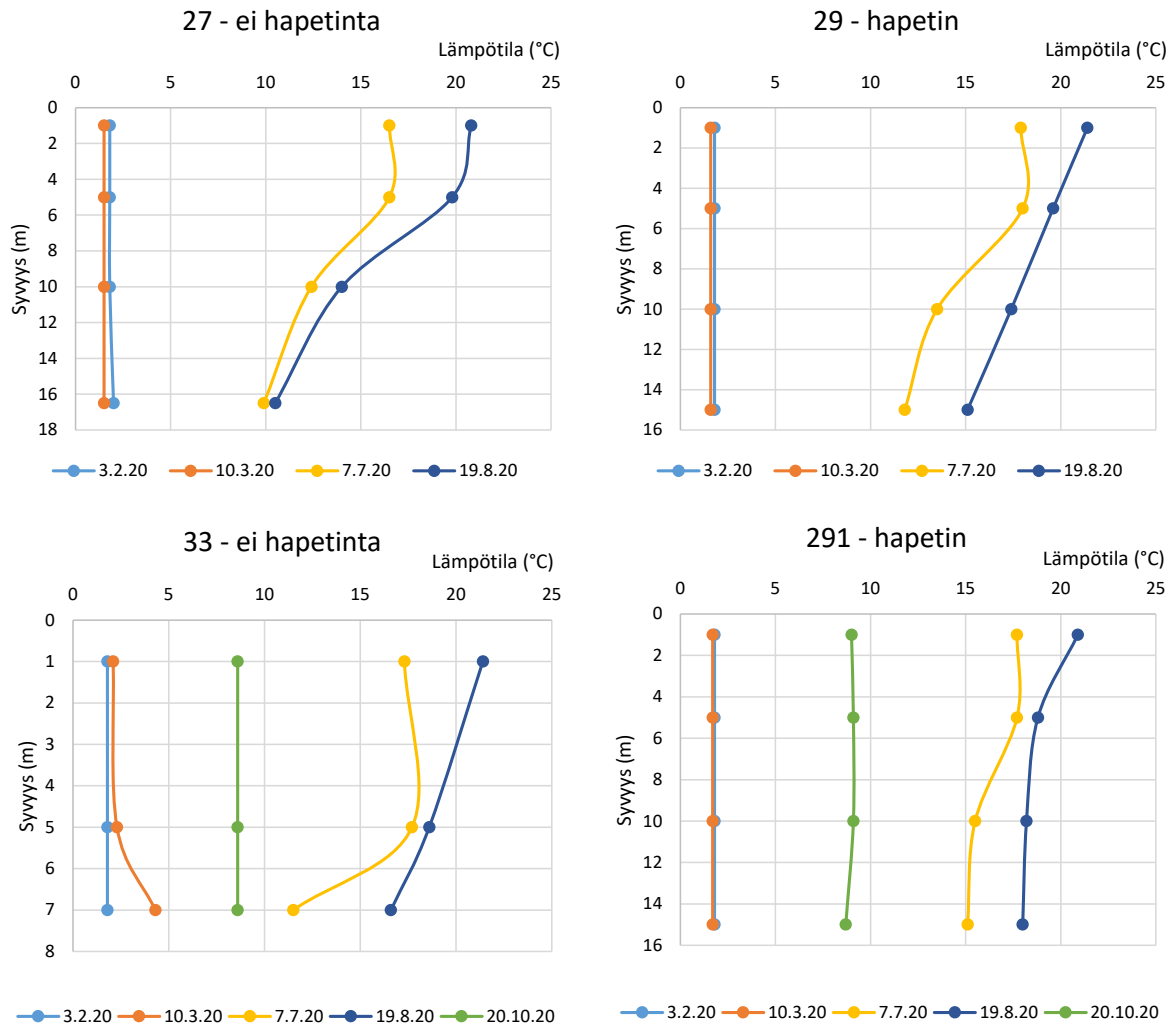 27 - ei hapetinta
Lämpötila (°C)
0 5 10 15 20 25
0
2
4
6
8
10
12
14
16
18
Syvyys (m)
3.2.20 10.3.20 7.7.20 19.8.20
29 - hapetin
Lämpötila (°C)
0 5 10 15 20 25
0
2
4
6
8
10
12
14
16
Syvyys (m)
3.2.20 10.3.20 7.7.20 19.8.20
33 - ei hapetinta
Lämpötila (°C)
0 5 10 15 20 25
0
1
2
3
4
5
6
7
8
Syvyys (m)
3.2.20 10.3.20 7.7.20 19.8.20 20.10.20
291 - hapetin
Lämpötila (°C)
0 5 10 15 20 25
0
2
4
6
8
10
12
14
16
Syvyys (m)
3.2.20 10.3.20 7.7.20 19.8.20 20.10.20